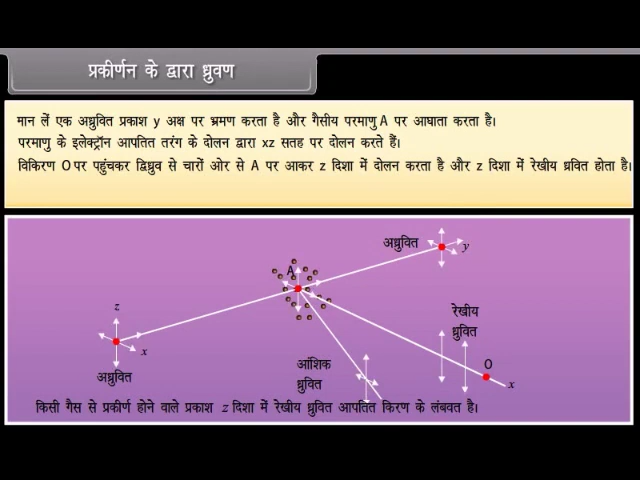 प्रकीर्णन के द्वारा ध्रुवण
मान लें एक अध्रुवित प्रकाश y अक्ष पर भ्रमण करता है और गैसीय परमाणु A पर आघाता करता है।
परमाणु के इलेक्ट्रॉन आपतित तरंग के दोलन द्वारा xz सतह पर दोलन करते हैं।
विकिरण O पर पहुंचकर द्विध्रुव से चारों ओर से A पर आकर z दिशा में दोलन करता है और z दिशा में रेखीय ध्रवित होता है।
अध्रुवित
y
A
z
x
अध्रुवित
रेखीय
ध्रुवित
आंशिक
ध्रुवित
O
x
किसी गैस से प्रकीर्ण होने वाले प्रकाश z दिशा में रेखीय ध्रुवित आपतित किरण के लंबवत है।